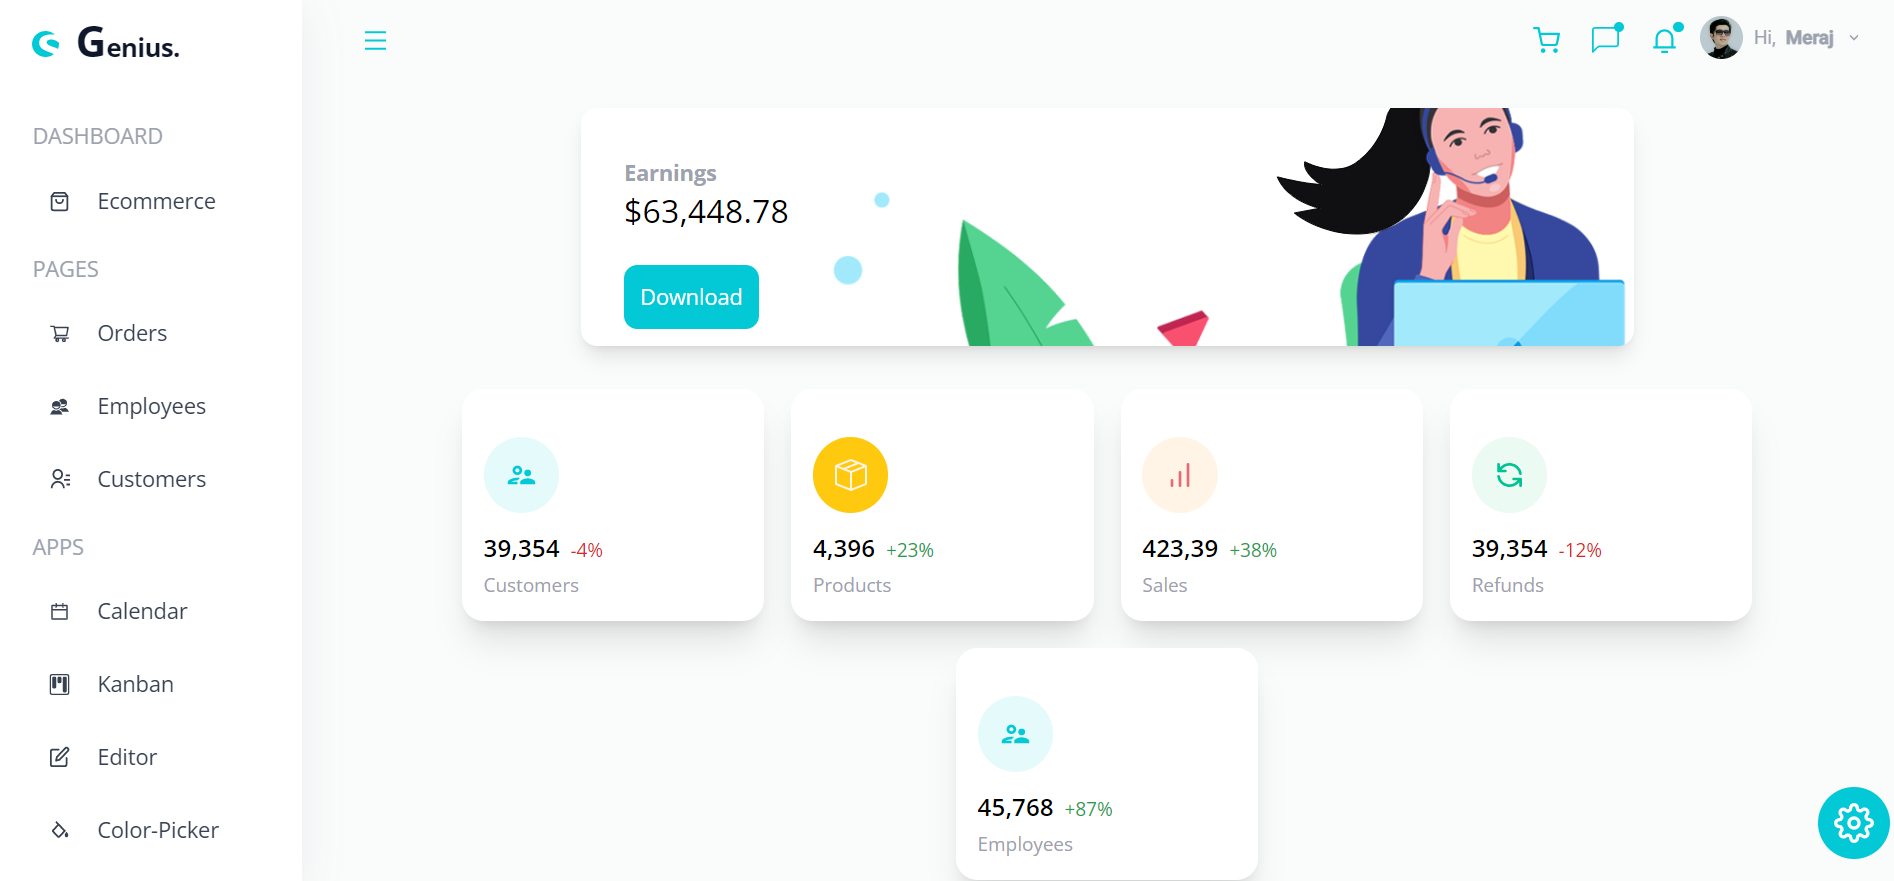 Genius.
Hi, Meraj
DASHBOARD
Ecommerce
PAGES
Orders
Employees
Customers
APPS
Calendar
Kanban
Editor
Color-Picker
Earnings
$63,448.78
Download
39,354 -4%
Customers
4,396 +23%
Products
423,39 +38%
Sales
39,354 -12%
Refunds
45,768 +87%
Employees